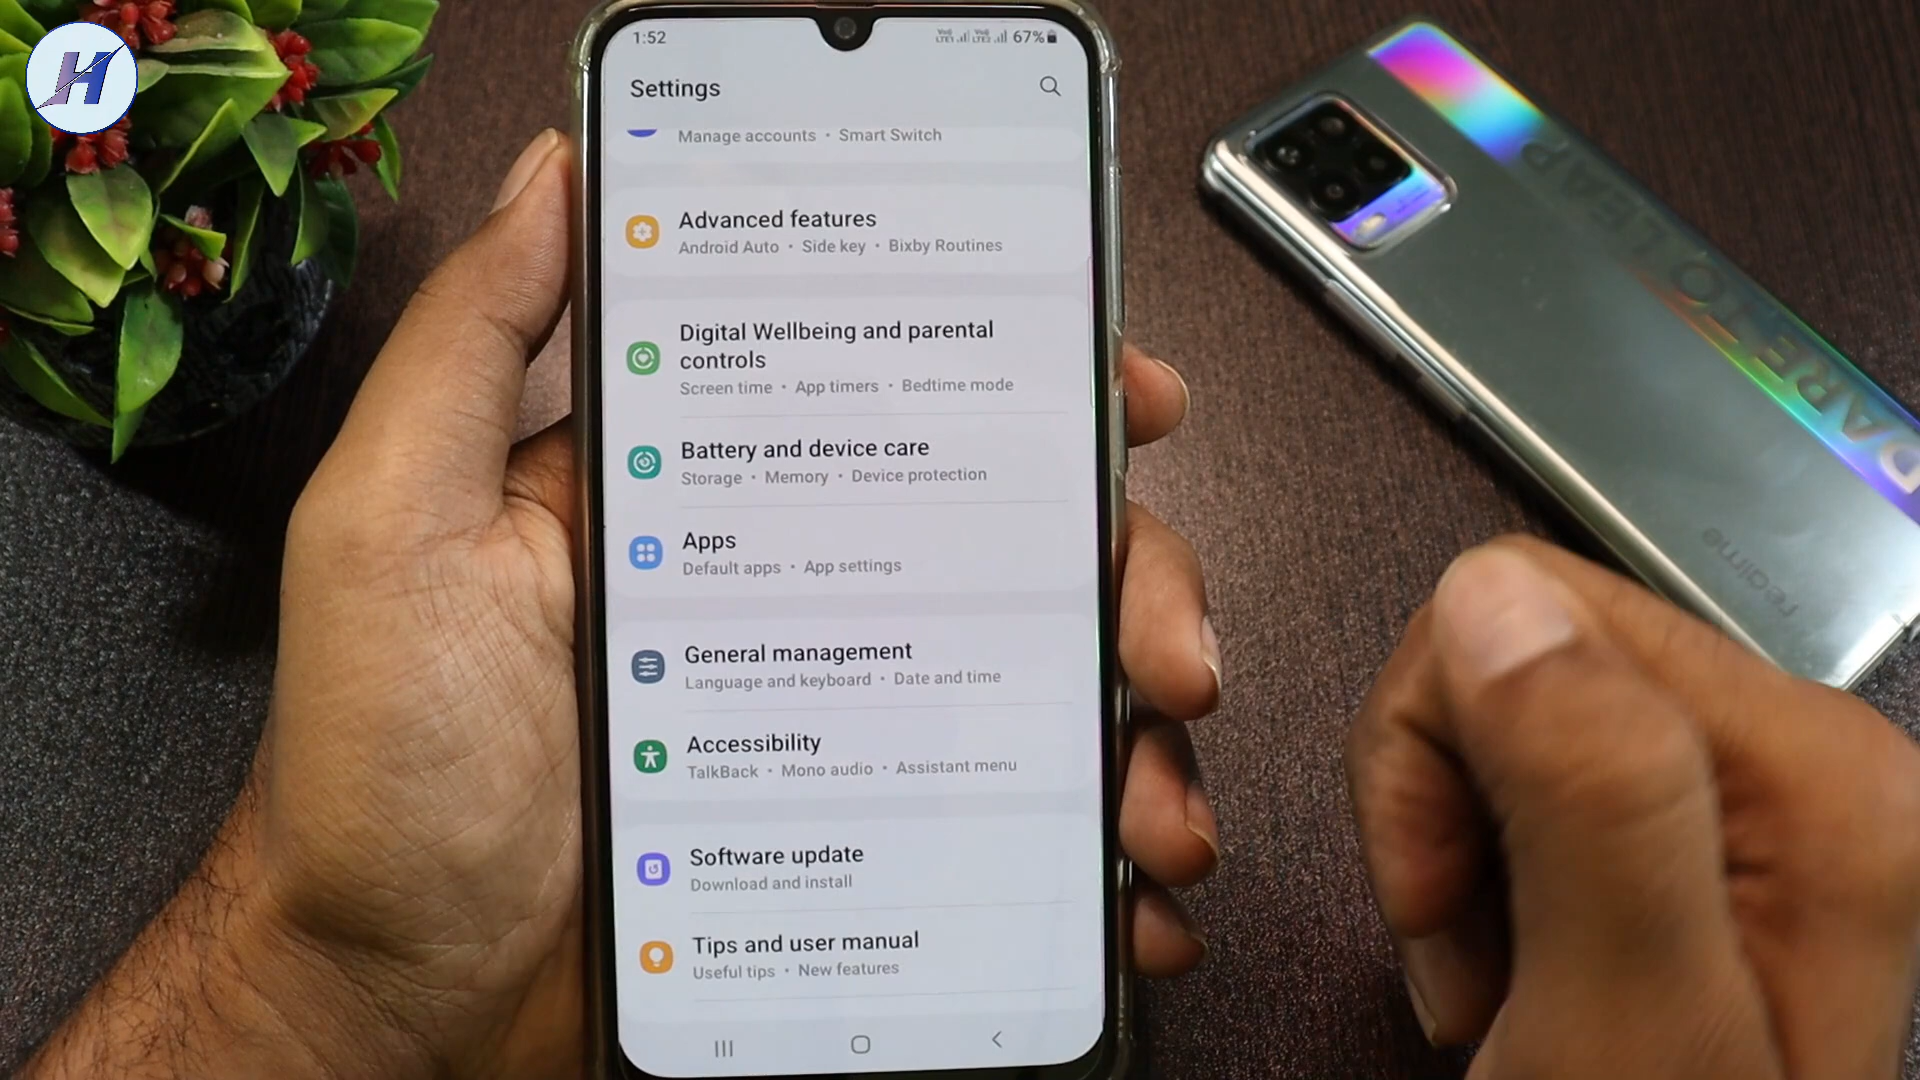 H
1:52
67%
Settings
Manage accounts • Smart Switch
Advanced features
Android Auto • Side key • Bixby Routines
Digital Wellbeing and parental
controls
Screen time • App timers • Bedtime mode
Battery and device care
Storage • Memory • Device protection
Apps
Default apps • App settings
General management
Language and keyboard • Date and time
Accessibility
TalkBack • Mono audio • Assistant menu
Software update
Download and install
Tips and user manual
Useful tips • New features
DARE TO LEAP
realme